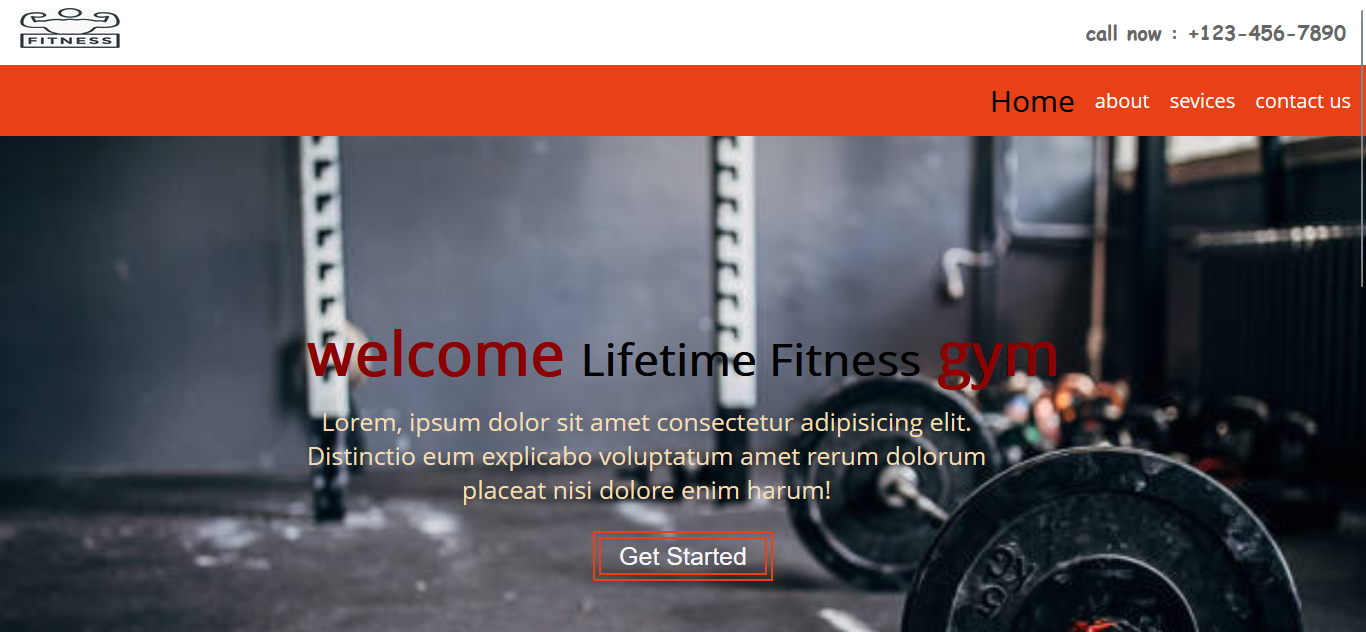 FITNESS
call now : +123-456-7890
Home about sevices contact us
welcome Lifetime Fitness gym
Lorem, ipsum dolor sit amet consectetur adipisicing elit.
Distinctio eum explicabo voluptatum amet rerum dolorum
placeat nisi dolore enim harum!
Get Started